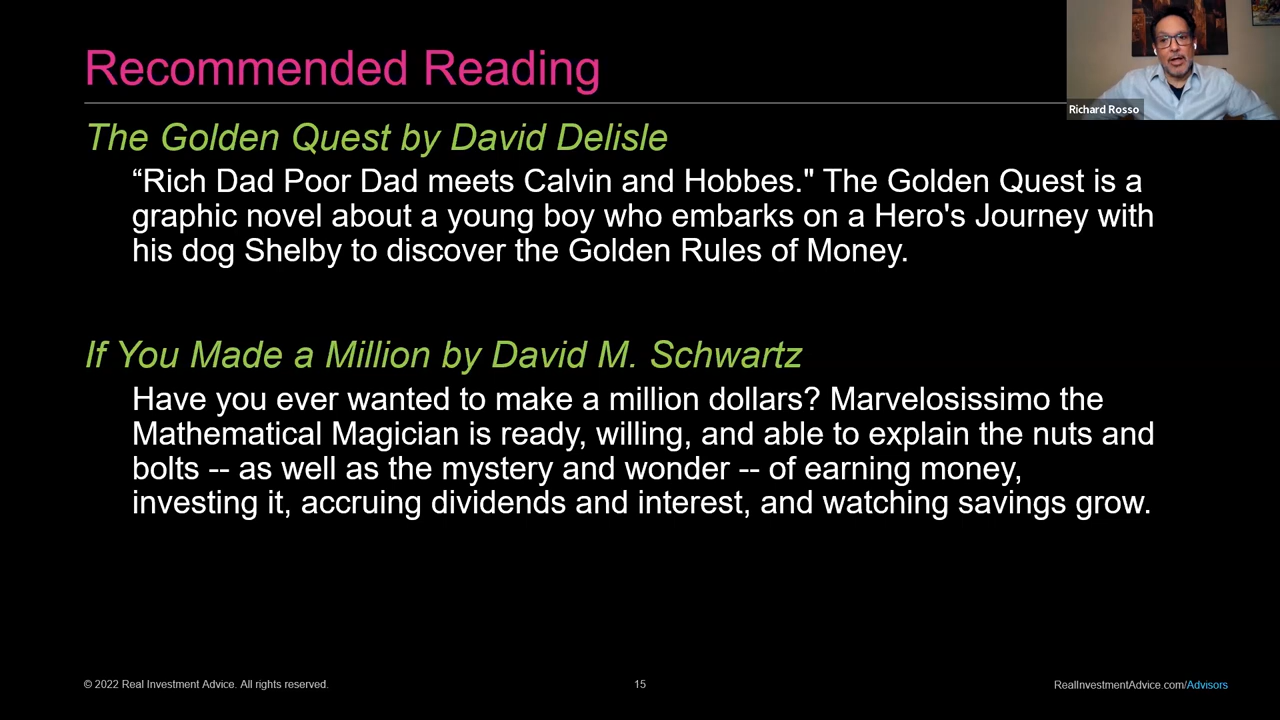 Recommended Reading
Richard Rosso
The Golden Quest by David Delisle
“Rich Dad Poor Dad meets Calvin and Hobbes." The Golden Quest is a
graphic novel about a young boy who embarks on a Hero's Journey with
his dog Shelby to discover the Golden Rules of Money.
If You Made a Million by David M. Schwartz
Have you ever wanted to make a million dollars? Marvelosissimo the
Mathematical Magician is ready, willing, and able to explain the nuts and
bolts -- as well as the mystery and wonder -- of earning money,
investing it, accruing dividends and interest, and watching savings grow.
© 2022 Real Investment Advice. All rights reserved.
15
RealInvestmentAdvice.com/Advisors